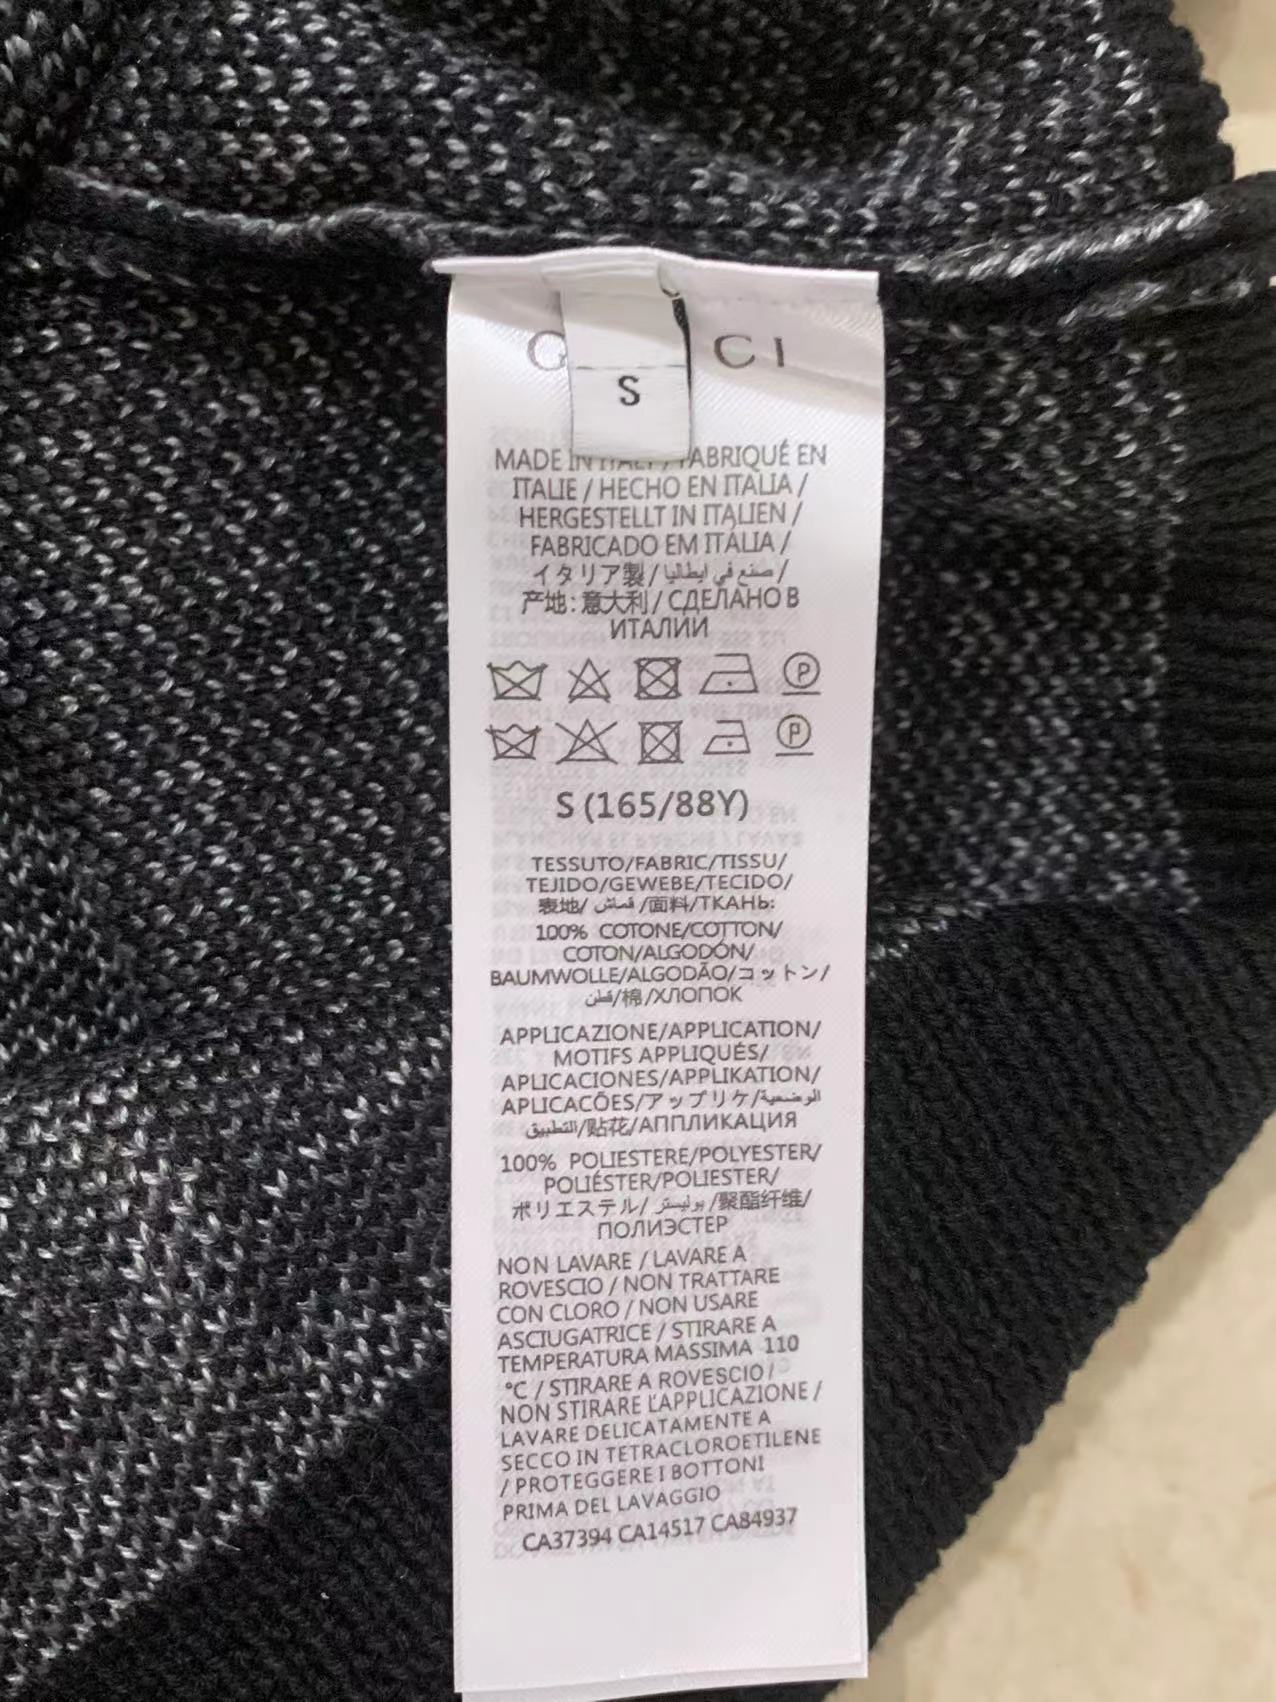 G CI
S
MADE IN ITALY / FABRIQUÉ EN
ITALIE / HECHO EN ITALIA /
HERGESTELLT IN ITALIEN /
FABRICADO EM ITÁLIA /
イタリア製 / صنع في ايطاليا /
产地:意大利 / СДЕЛАНО В
ИТАЛИИ
P
P
S (165/88Y)
TESSUTO/FABRIC/TISSU/
TEJIDO/GEWEBE/TECIDO/
表地/ قماش /面料/ТКАНЬ:
100% COTONE/COTTON/
COTON/ALGODÓN/
BAUMWOLLE/ALGODÃO/コットン/
قطن/棉/ХЛОПОК
APPLICAZIONE/APPLICATION/
MOTIFS APPLIQUÉS/
APLICACIONES/APPLIKATION/
APLICACÕES/アップリケ/الوضعية
التطبيق/贴花/АППЛИКАЦИЯ
100% POLIESTERE/POLYESTER/
POLIÉSTER/POLIESTER/
ポリエステル/ بوليستر /聚酯纤维/
ПОЛИЭСТЕР
NON LAVARE / LAVARE A
ROVESCIO / NON TRATTARE
CON CLORO / NON USARE
ASCIUGATRICE / STIRARE A
TEMPERATURA MASSIMA 110
°C / STIRARE A ROVESCIO /
NON STIRARE L'APPLICAZIONE /
LAVARE DELICATAMENTE A
SECCO IN TETRACLOROETILENE
/ PROTEGGERE I BOTTONI
PRIMA DEL LAVAGGIO
CA37394 CA14517 CA84937